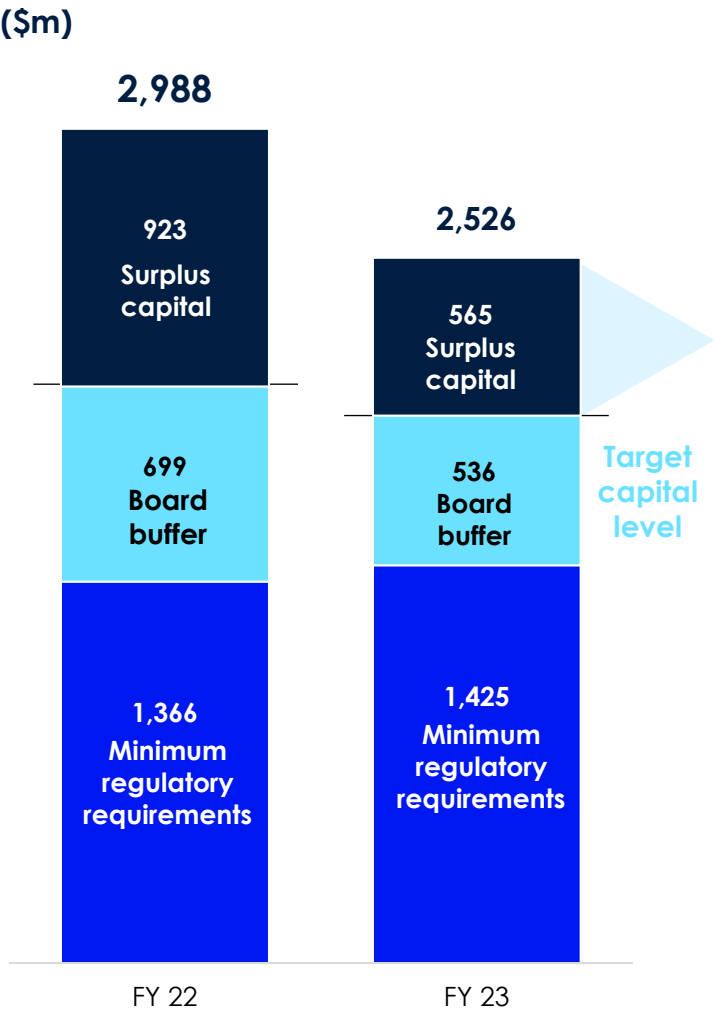 ($m)
2,988
923
Surplus
capital
699
Board
buffer
1,366
Minimum
regulatory
requirements
FY 22
2,526
565
Surplus
capital
536
Board
buffer
1,425
Minimum
regulatory
requirements
FY 23
Target
capital
level